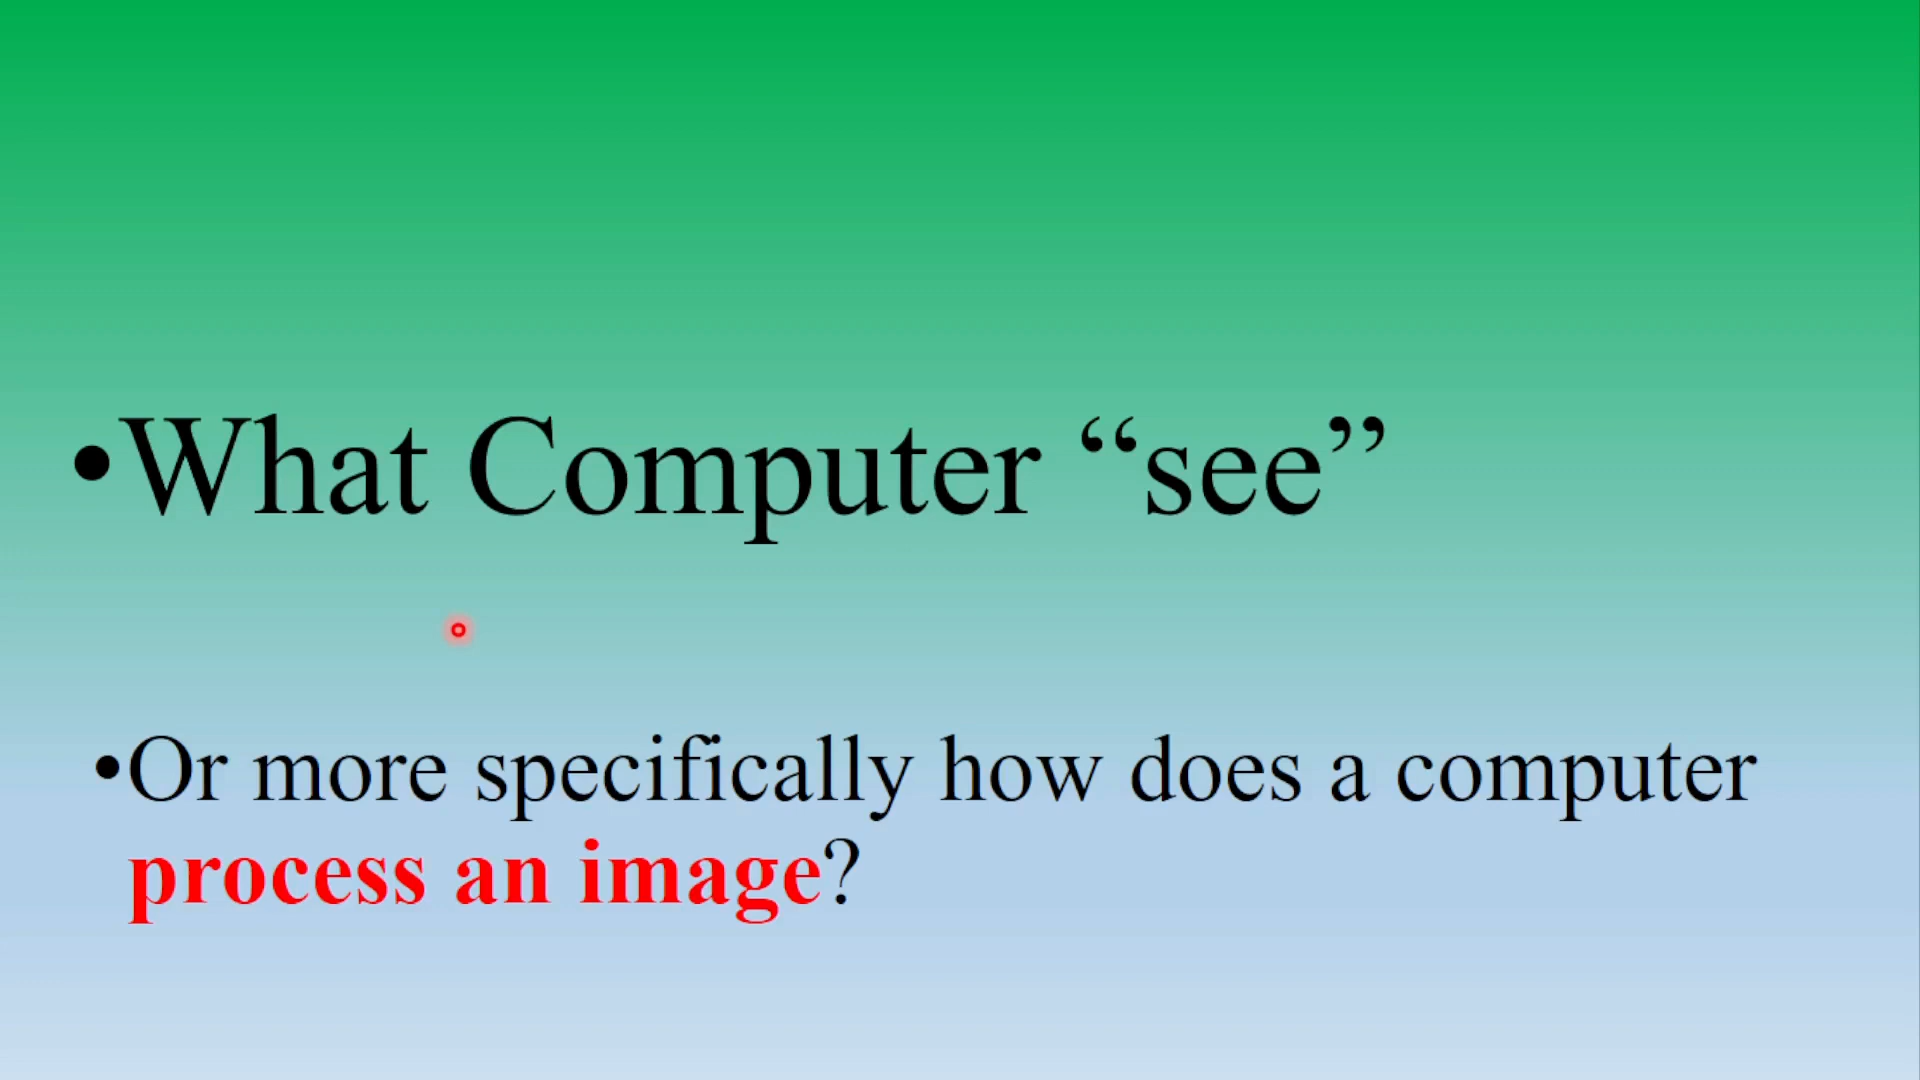 •What Computer “see”
•Or more specifically how does a computer
process an image?